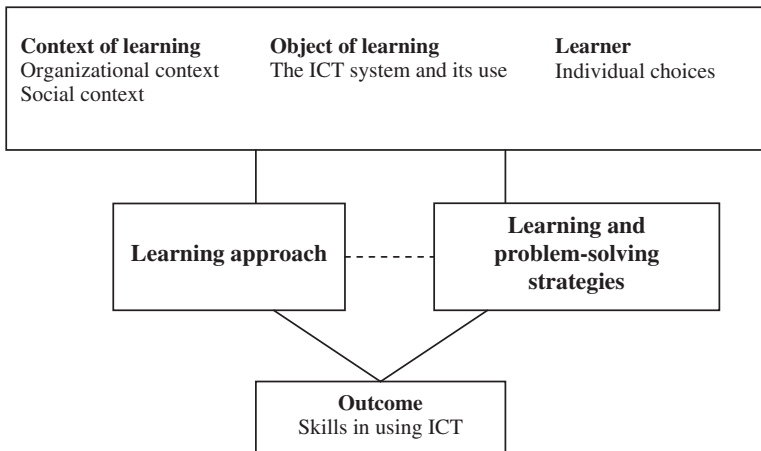 Context of learning
Organizational context
Social context
Object of learning
The ICT system and its use
Learner
Individual choices
Learning approach
Learning and
problem-solving
strategies
Outcome
Skills in using ICT